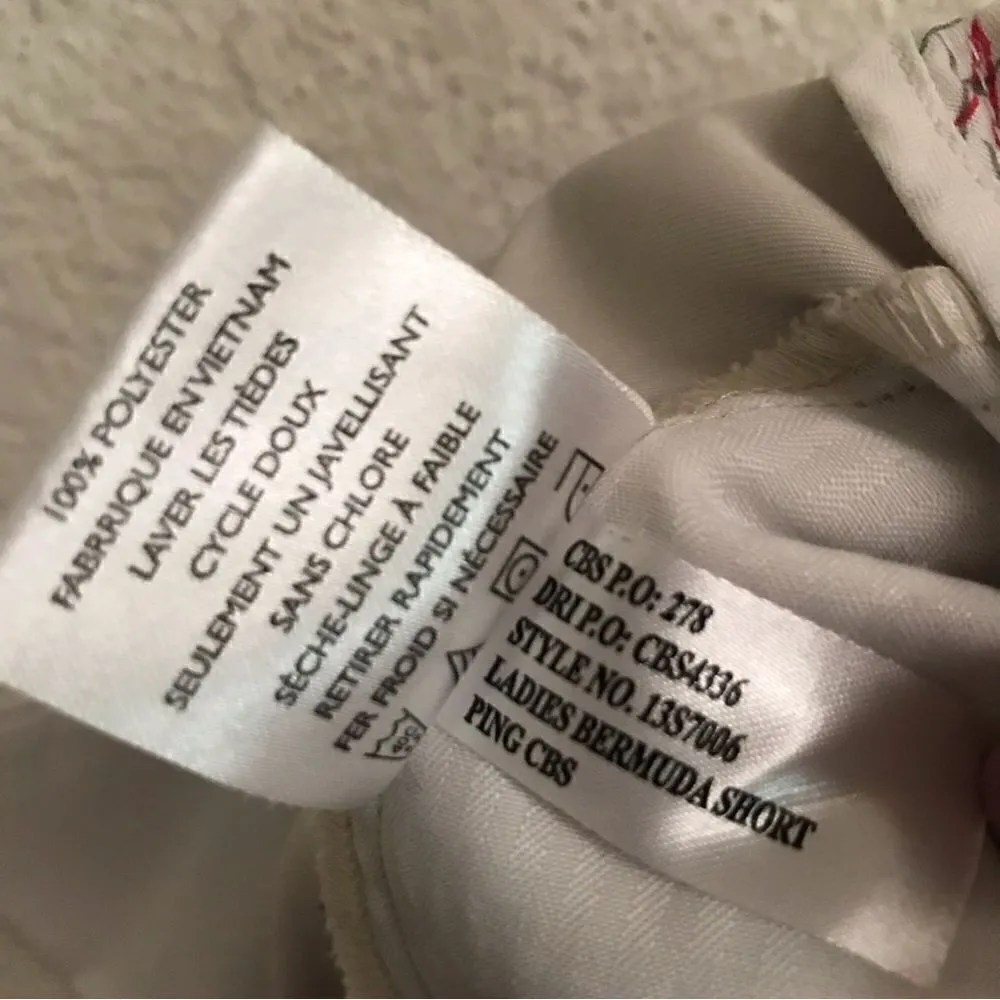 100% POLYESTER
FABRRIQUE EN VIETNAM
LAVER LES TIÈDES
CYCLE DOUX
SEULEMENT UN JAVELLISANT
SANS CHLORE
SÈCHE-LINGE À FAIBLE
RETIRER RAPIDEMENT
FER FROID SI NÉCESSAIRE
CBS P.O: 278
DRI P.O: CBS4336
STYLE NO. 13S7006
LADIES BERMUDA SHORT
PING CBS